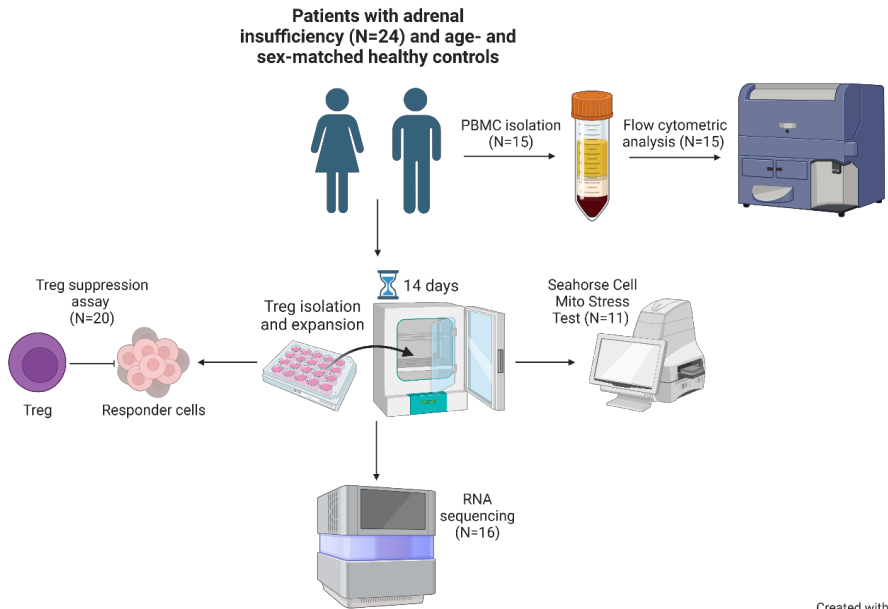 Patients with adrenal
insufficiency (N=24) and age- and
sex-matched healthy controls
PBMC isolation
(N=15)
Flow cytometric
analysis (N=15)
14 days
Treg suppression
assay
(N=20)
Treg isolation
and expansion
Seahorse Cell
Mito Stress
Test (N=11)
Treg
Responder cells
RNA
sequencing
(N=16)
Created with